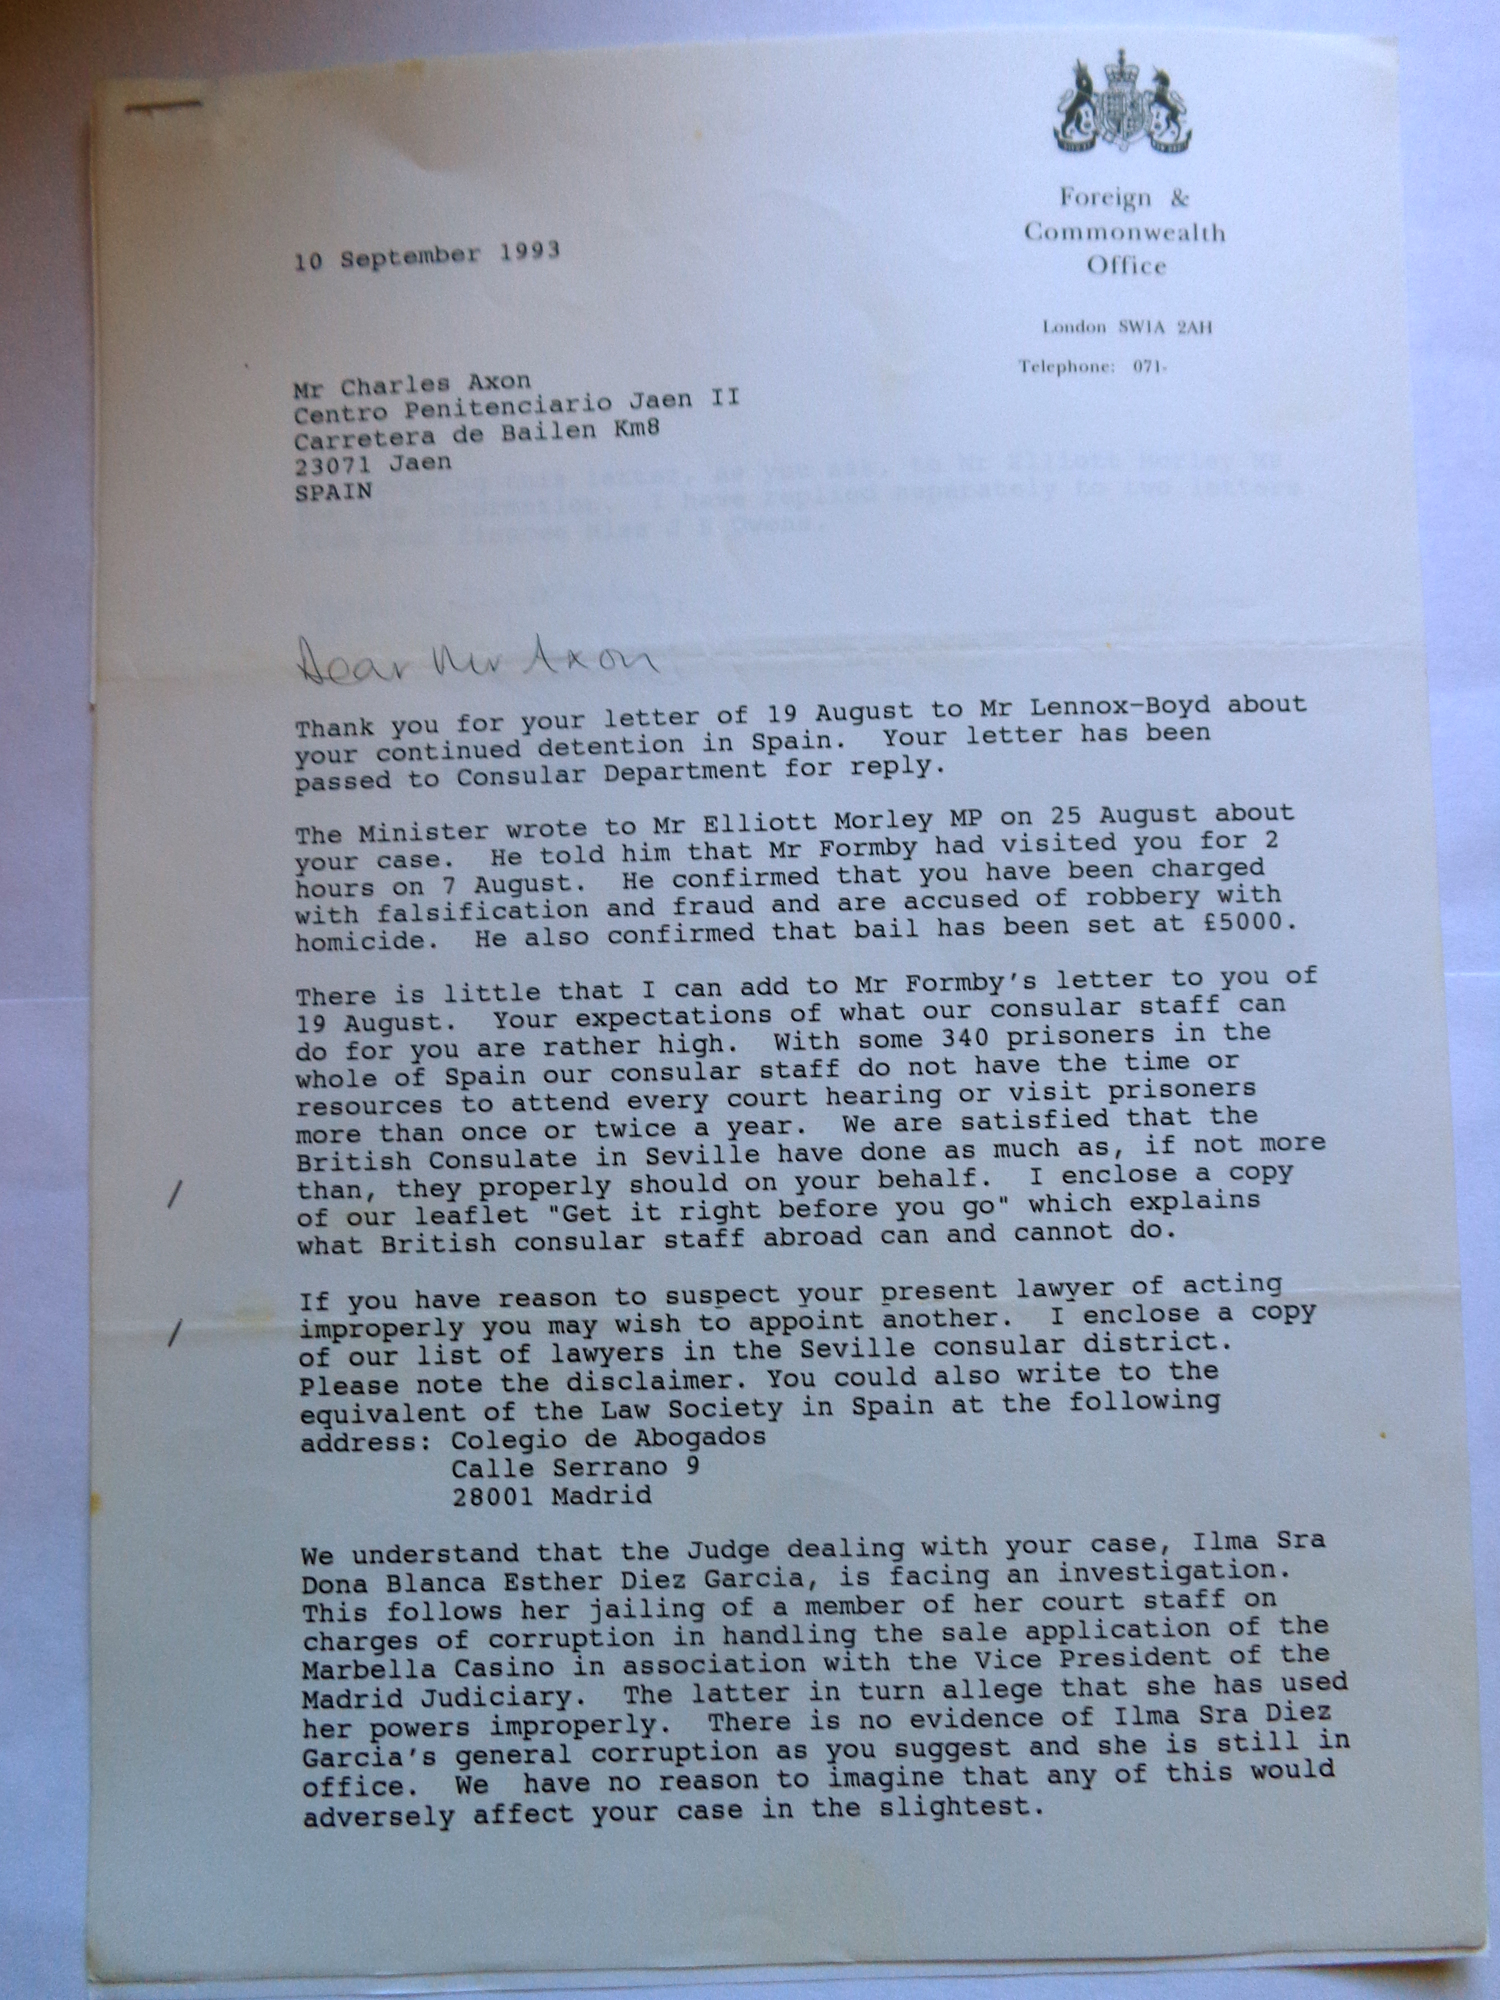 Foreign &
Commonwealth
Office
London SW1A 2AH
Telephone: 071-
10 September 1993
Mr Charles Axon
Centro Penitenciario Jaen II
Carretera de Bailen Km8
23071 Jaen
SPAIN
Dear Mr Axon
Thank you for your letter of 19 August to Mr Lennox-Boyd about
your continued detention in Spain. Your letter has been
passed to Consular Department for reply.
The Minister wrote to Mr Elliott Morley MP on 25 August about
your case. He told him that Mr Formby had visited you for 2
hours on 7 August. He confirmed that you have been charged
with falsification and fraud and are accused of robbery with
homicide. He also confirmed that bail has been set at £5000.
There is little that I can add to Mr Formby's letter to you of
19 August. Your expectations of what our consular staff can
do for you are rather high. With some 340 prisoners in the
whole of Spain our consular staff do not have the time or
resources to attend every court hearing or visit prisoners
more than once or twice a year. We are satisfied that the
British Consulate in Seville have done as much as, if not more
/ than, they properly should on your behalf. I enclose a copy
of our leaflet "Get it right before you go" which explains
what British consular staff abroad can and cannot do.
If you have reason to suspect your present lawyer of acting
/ improperly you may wish to appoint another. I enclose a copy
of our list of lawyers in the Seville consular district.
Please note the disclaimer. You could also write to the
equivalent of the Law Society in Spain at the following
address: Colegio de Abogados
Calle Serrano 9
28001 Madrid
We understand that the Judge dealing with your case, Ilma Sra
Dona Blanca Esther Diez Garcia, is facing an investigation.
This follows her jailing of a member of her court staff on
charges of corruption in handling the sale application of the
Marbella Casino in association with the Vice President of the
Madrid Judiciary. The latter in turn allege that she has used
her powers improperly. There is no evidence of Ilma Sra Diez
Garcia's general corruption as you suggest and she is still in
office. We have no reason to imagine that any of this would
adversely affect your case in the slightest.